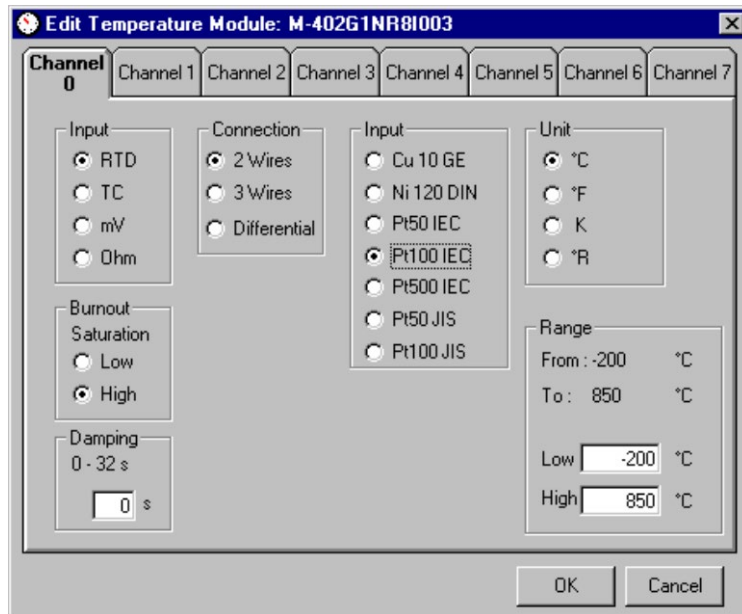 Edit Temperature Module: M-402G1NR8I003
Channel 0
Channel 1
Channel 2
Channel 3
Channel 4
Channel 5
Channel 6
Channel 7
Input
RTD
TC
mV
Ohm
Connection
2 Wires
3 Wires
Differential
Input
Cu 10 GE
Ni 120 DIN
Pt50 IEC
Pt100 IEC
Pt500 IEC
Pt50 JIS
Pt100 JIS
Unit
°C
°F
K
°R
Burnout
Saturation
Low
High
Damping
0 - 32 s
0 s
Range
From : -200 °C
To : 850 °C
Low -200 °C
High 850 °C
OK
Cancel